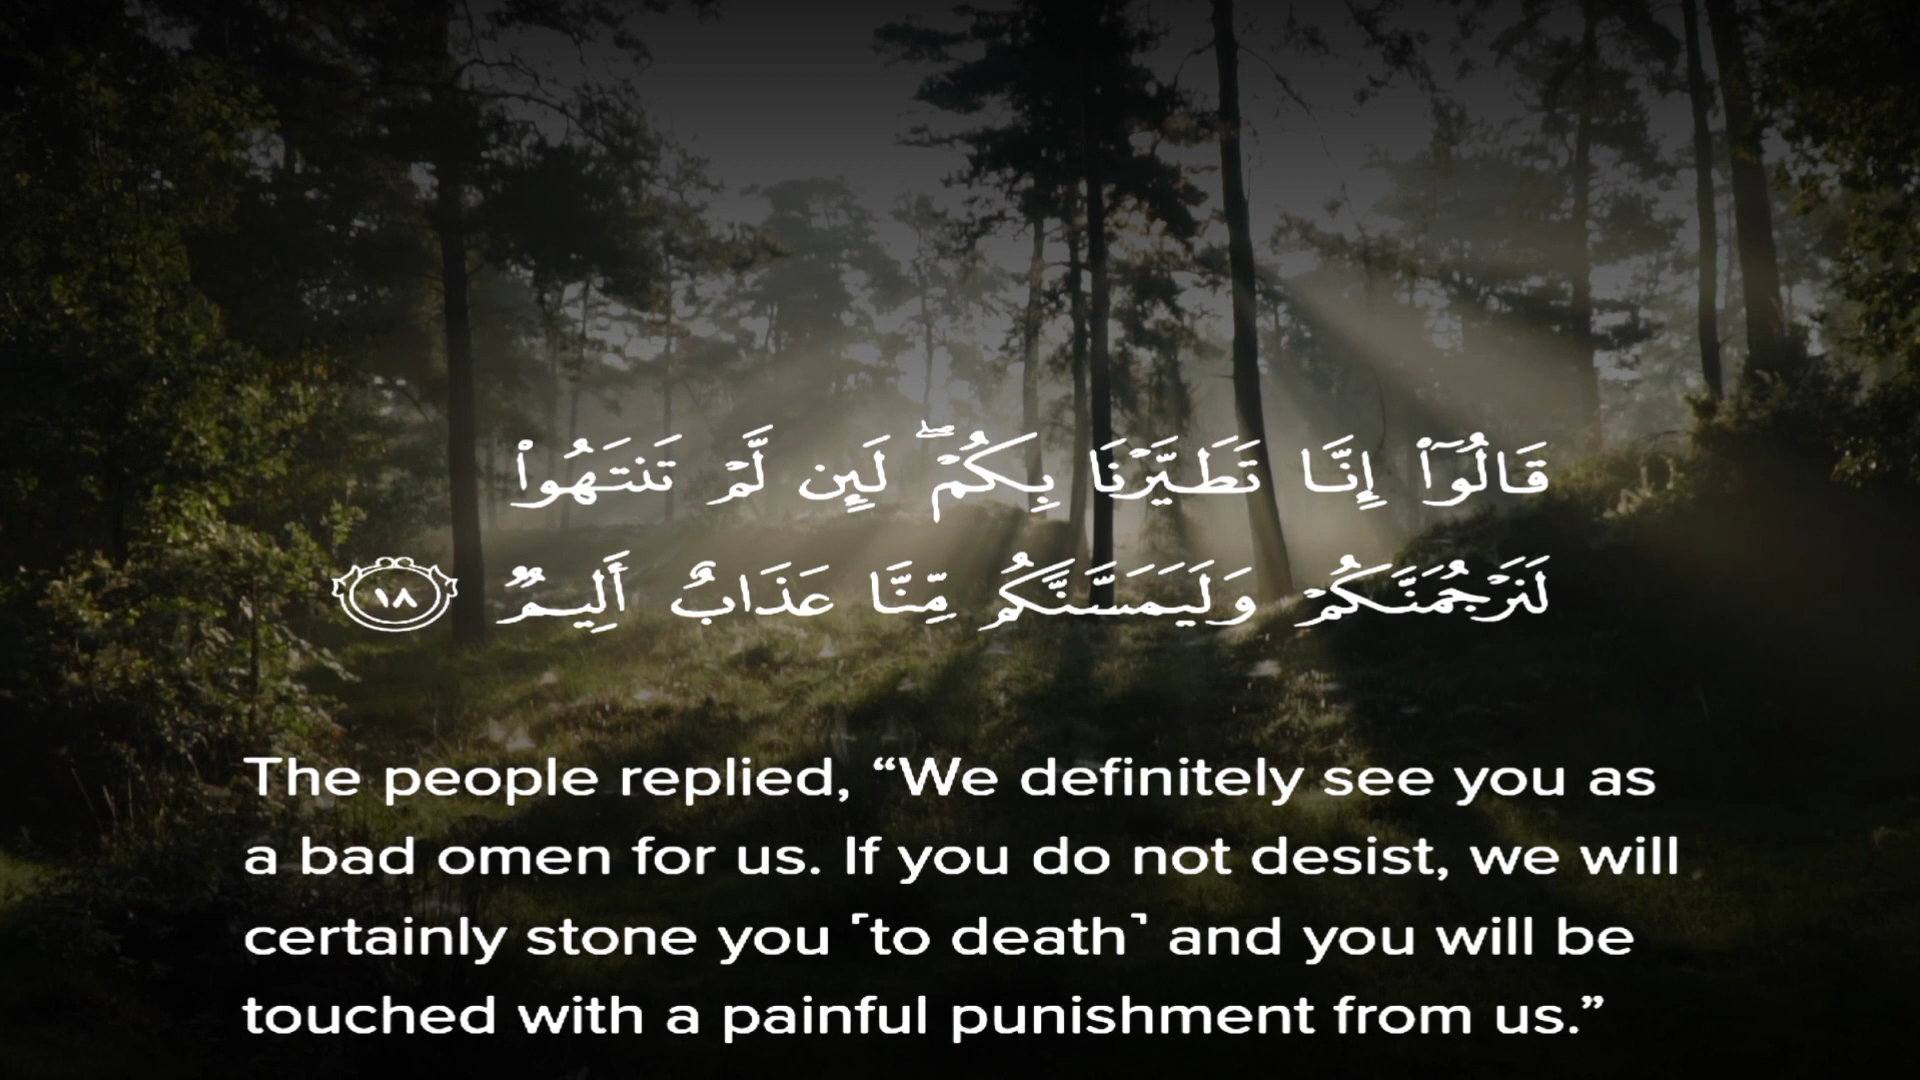 قَالُوٓا۟ إِنَّا تَطَيَّرْنَا بِكُمْ ۖ لَئِن لَّمْ تَنتَهُوا۟
لَنَرْجُمَنَّكُمْ وَلَيَمَسَّنَّكُم مِّنَّا عَذَابٌ أَلِيمٌ ١٨
The people replied, “We definitely see you as
a bad omen for us. If you do not desist, we will
certainly stone you ˹to death˺ and you will be
touched with a painful punishment from us.”